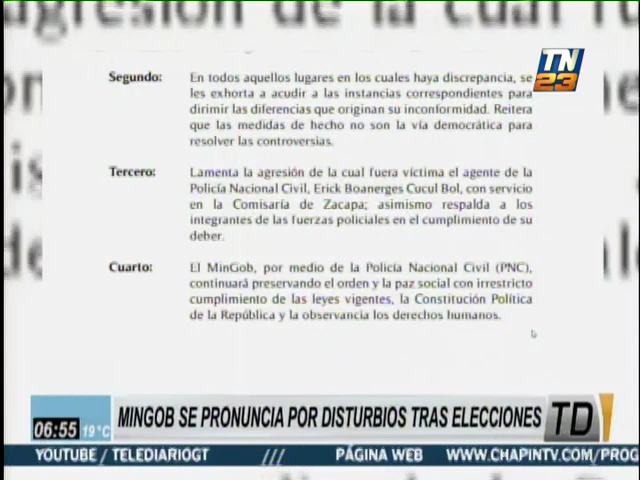 agresión de la cual fu
TN
23
Segundo: En todos aquellos lugares en los cuales haya discrepancia, se
les exhorta a acudir a las instancias correspondientes para
dirimir las diferencias que originan su inconformidad. Reitera
que las medidas de hecho no son la vía democrática para
resolver las controversias.
Tercero: Lamenta la agresión de la cual fuera víctima el agente de la
Policía Nacional Civil, Erick Boanerges Cucul Bol, con servicio
en la Comisaría de Zacapa; asimismo respalda a los
integrantes de las fuerzas policiales en el cumplimiento de su
deber.
Cuarto: El MinGob, por medio de la Policía Nacional Civil (PNC),
continuará preservando el orden y la paz social con irrestricto
cumplimiento de las leyes vigentes, la Constitución Política
de la República y la observancia los derechos humanos.
06:55 19°C
MINGOB SE PRONUNCIA POR DISTURBIOS TRAS ELECCIONES
TD
YOUTUBE / TELEDIARIOGT /// PÁGINA WEB WWW.CHAPINTV.COM/PROG